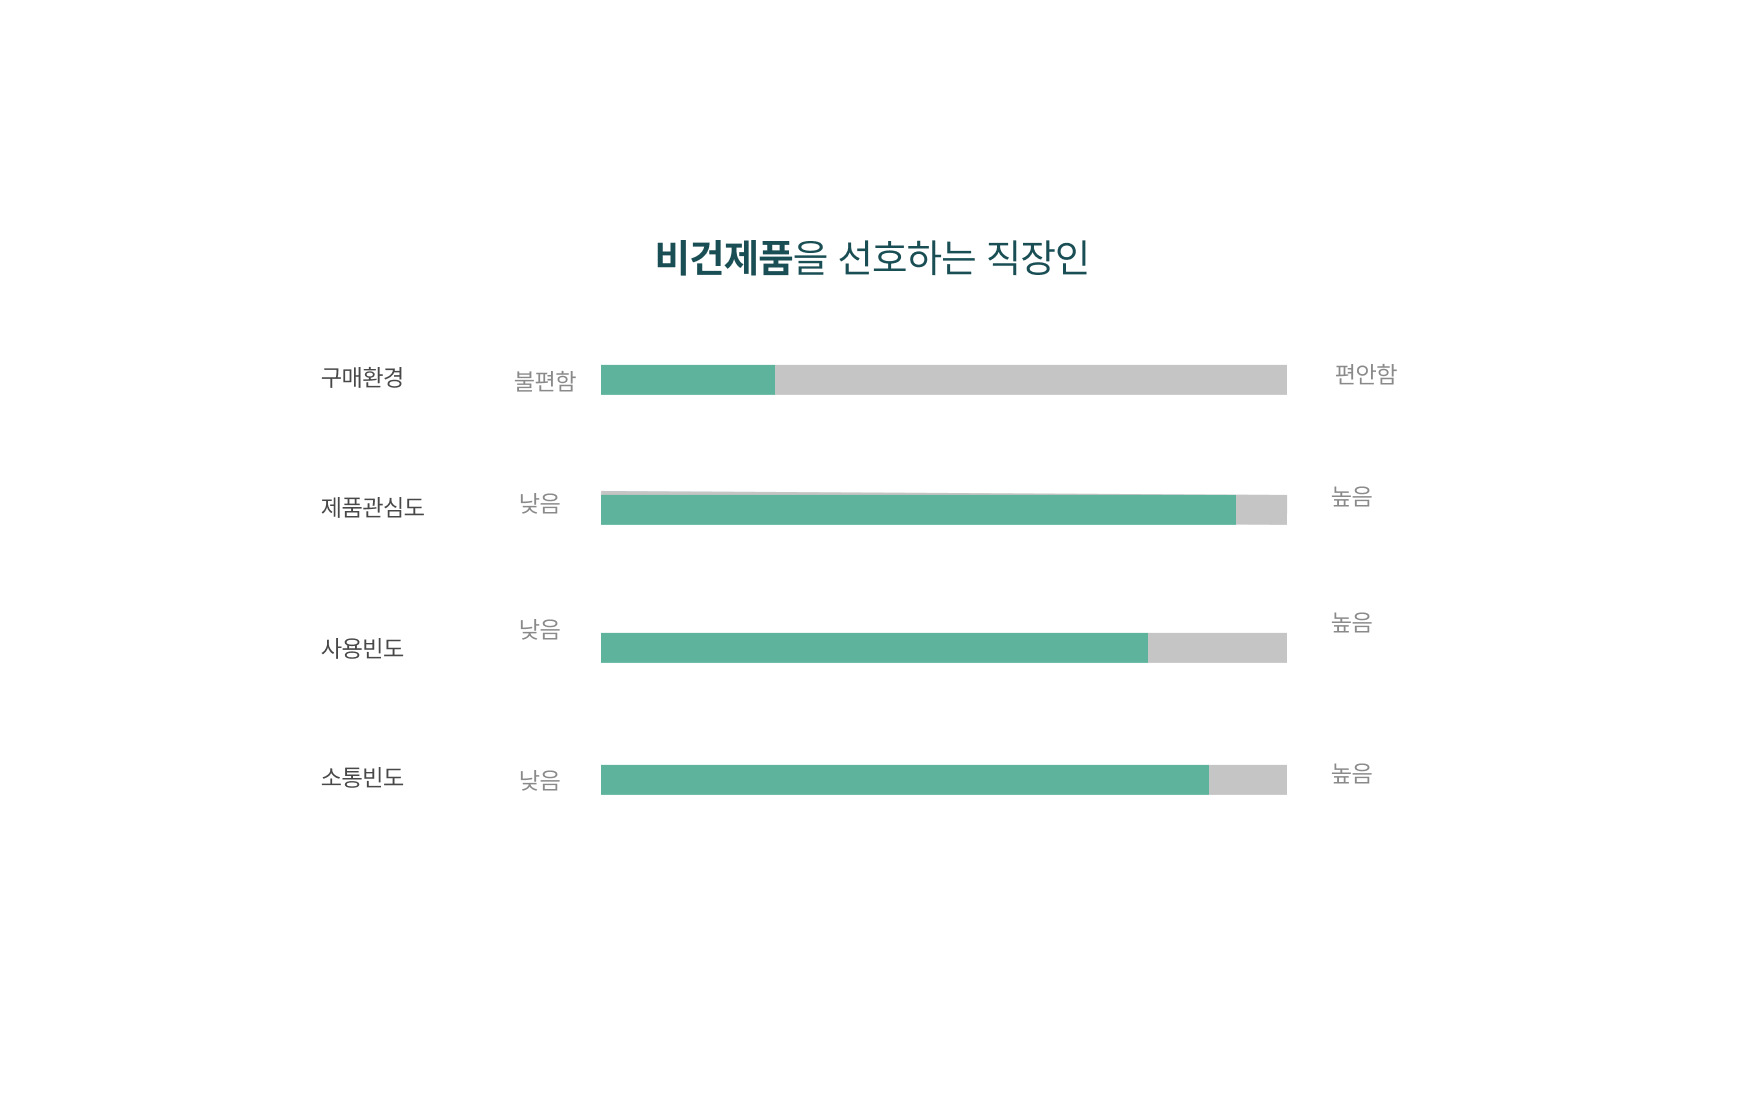 비건제품을 선호하는 직장인
구매환경 불편함 편안함
제품관심도 낮음 높음
사용빈도 낮음 높음
소통빈도 낮음 높음